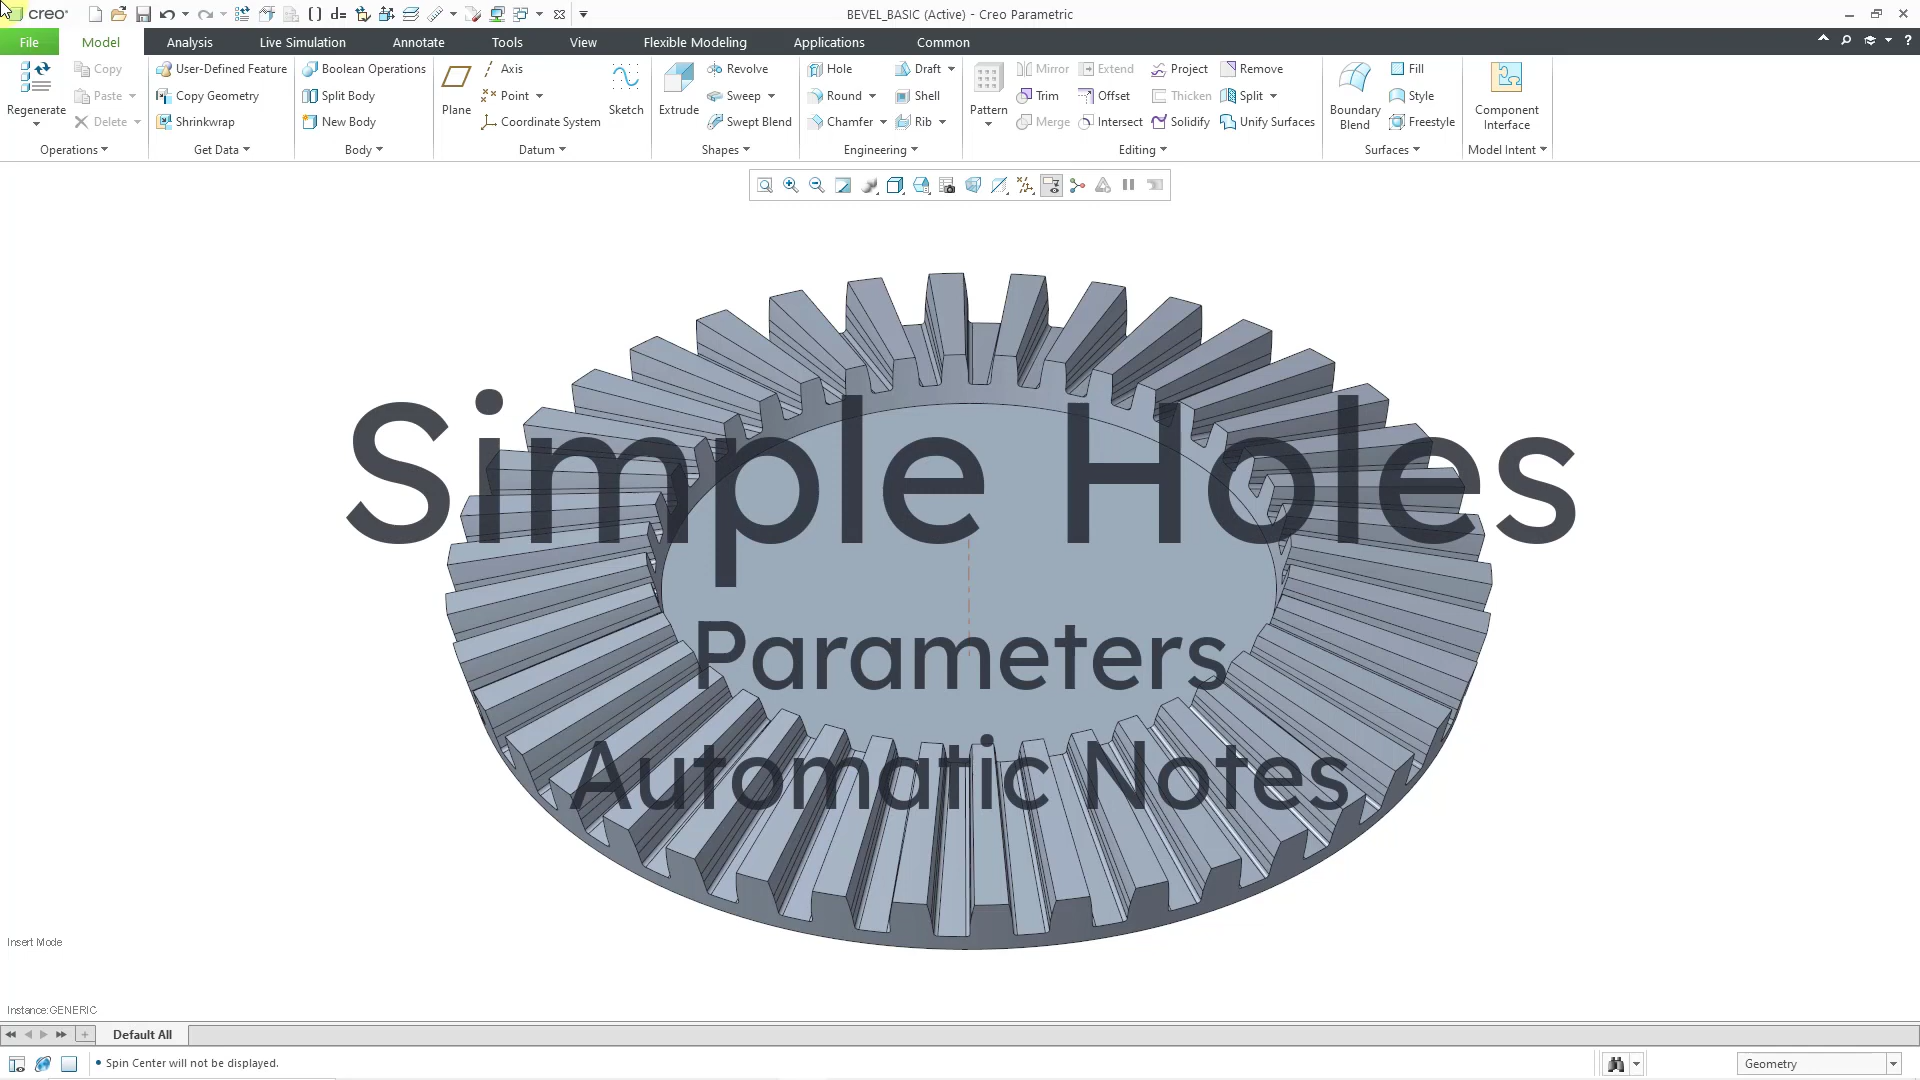 creo
BEVEL_BASIC (Active) - Creo Parametric
File Model Analysis Live Simulation Annotate Tools View Flexible Modeling Applications Common
Regenerate
Copy
Paste
Delete
Operations
User-Defined Feature
Copy Geometry
Shrinkwrap
Get Data
Boolean Operations
Split Body
New Body
Body
Plane
Axis
Point
Coordinate System
Sketch
Datum
Extrude
Revolve
Sweep
Swept Blend
Shapes
Hole
Round
Chamfer
Draft
Shell
Rib
Engineering
Pattern
Mirror
Trim
Merge
Extend
Offset
Intersect
Project
Thicken
Solidify
Remove
Split
Unify Surfaces
Editing
Boundary
Blend
Fill
Style
Freestyle
Surfaces
Component
Interface
Model Intent
Simple Holes
Parameters
Automatic Notes
Insert Mode
Instance:GENERIC
Default All
Spin Center will not be displayed.
Geometry